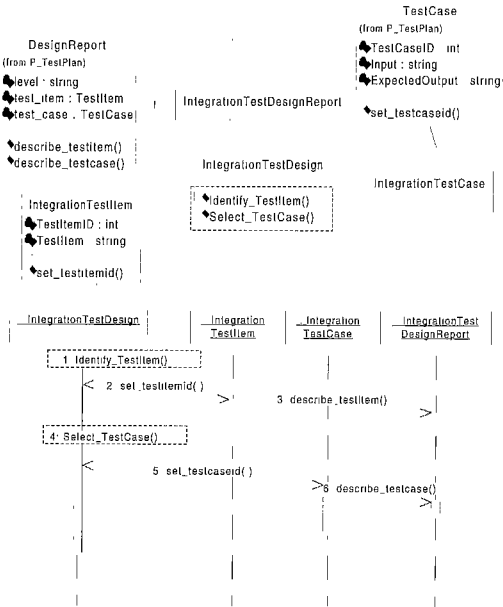 TestCase
(from P_TestPlan)
TestCaseID int
Input : string
ExpectedOutput string
set_testcaseid()
DesignReport
(from P_TestPlan)
level : string
test_item : TestItem
test_case . TestCase
describe_testitem()
describe_testcase()
IntegrationTestDesignReport
IntegrationTestDesign
Identify_TestItem()
Select_TestCase()
IntegrationTestCase
IntegrationTestItem
TestItemID : int
TestItem string
set_testitemid()
IntegrationTestDesign
Integration
TestItem
Integration
TestCase
IntegrationTest
DesignReport
1 Identify_TestItem()
2 set_testitemid( )
3 describe_testitem()
4: Select_TestCase()
5 set_testcaseid( )
6 describe_testcase()